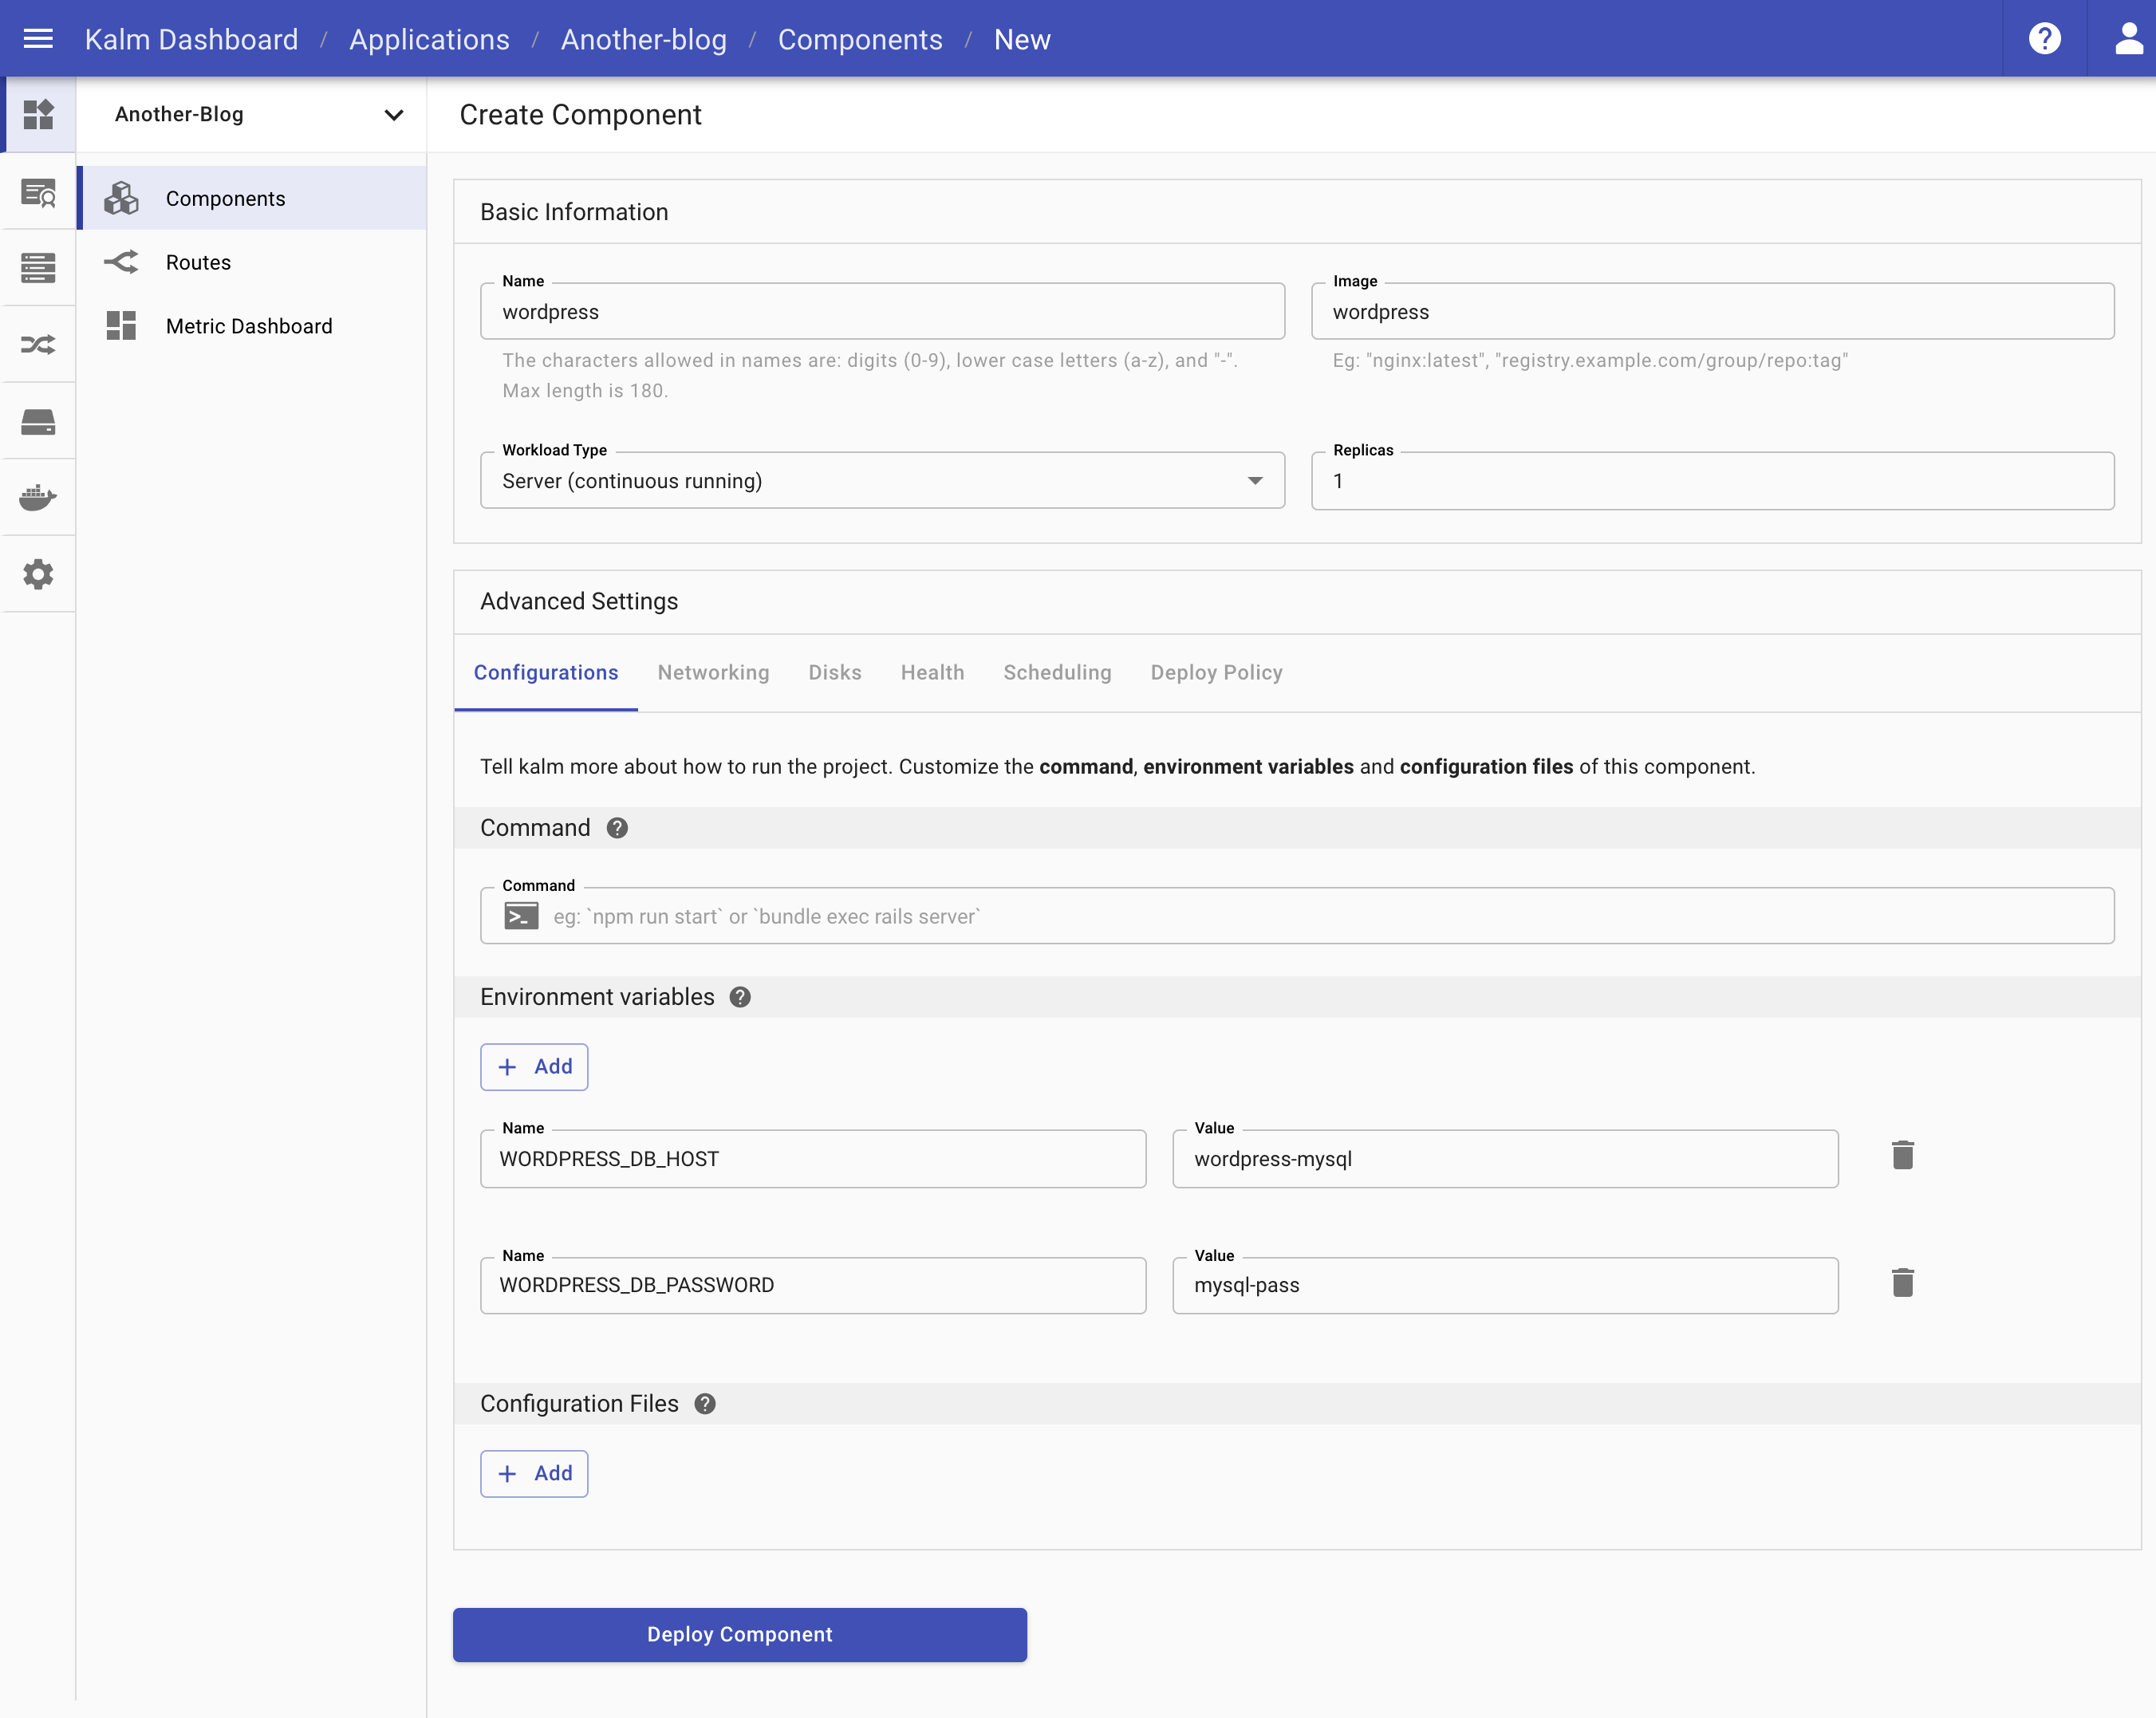 Kalm Dashboard / Applications / Another-blog / Components / New
Another-Blog
Components
Routes
Metric Dashboard
Create Component
Basic Information
Name
wordpress
The characters allowed in names are: digits (0-9), lower case letters (a-z), and "-".
Max length is 180.
Image
wordpress
Eg: "nginx:latest", "registry.example.com/group/repo:tag"
Workload Type
Server (continuous running)
Replicas
1
Advanced Settings
Configurations Networking Disks Health Scheduling Deploy Policy
Tell kalm more about how to run the project. Customize the command, environment variables and configuration files of this component.
Command ?
Command
>_ eg: `npm run start` or `bundle exec rails server`
Environment variables ?
+ Add
Name
WORDPRESS_DB_HOST
Value
wordpress-mysql
Name
WORDPRESS_DB_PASSWORD
Value
mysql-pass
Configuration Files ?
+ Add
Deploy Component